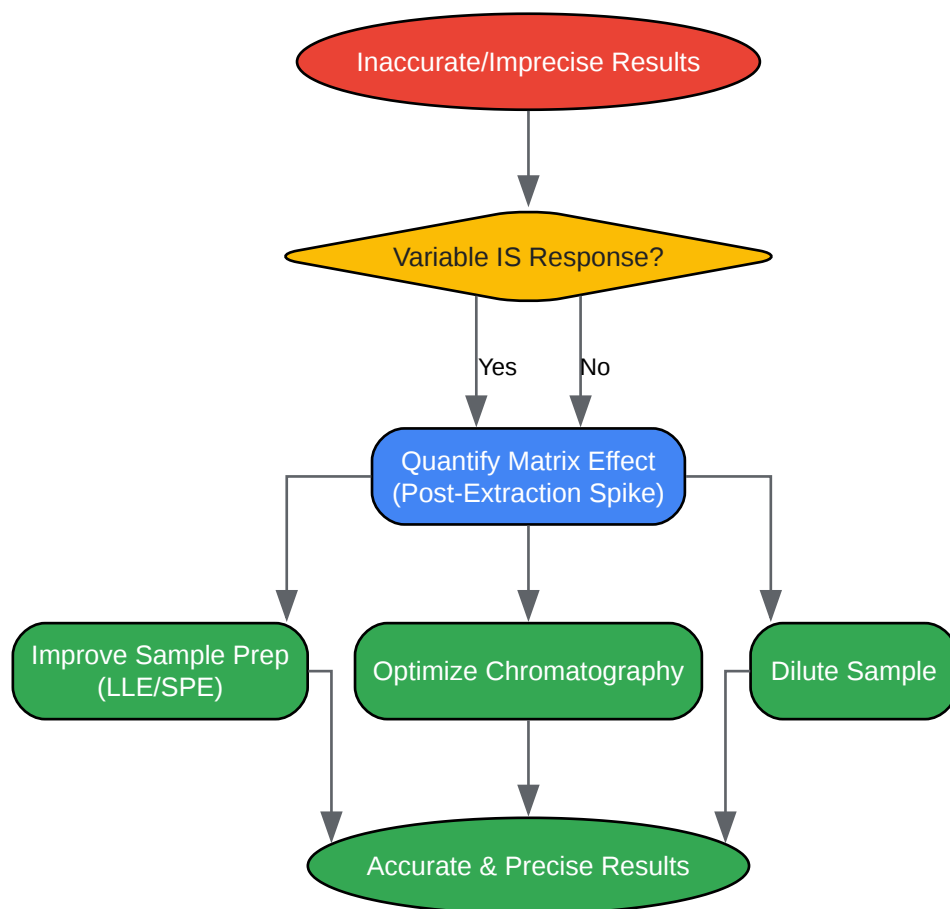 Inaccurate/Imprecise Results
Variable IS Response?
Yes
No
Quantify Matrix Effect
(Post-Extraction Spike)
Improve Sample Prep
(LLE/SPE)
Optimize Chromatography
Dilute Sample
Accurate & Precise Results